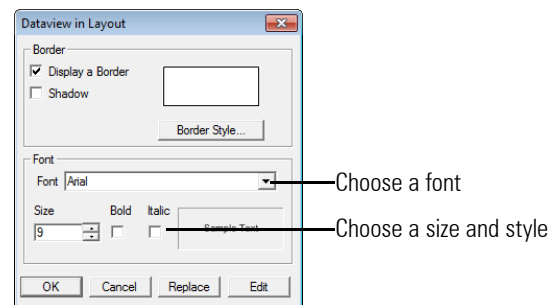 Dataview in Layout
Border
Display a Border
Shadow
Border Style...
Font
Font Arial
Choose a font
Size Bold Italic
9
Sample Text
Choose a size and style
OK Cancel Replace Edit